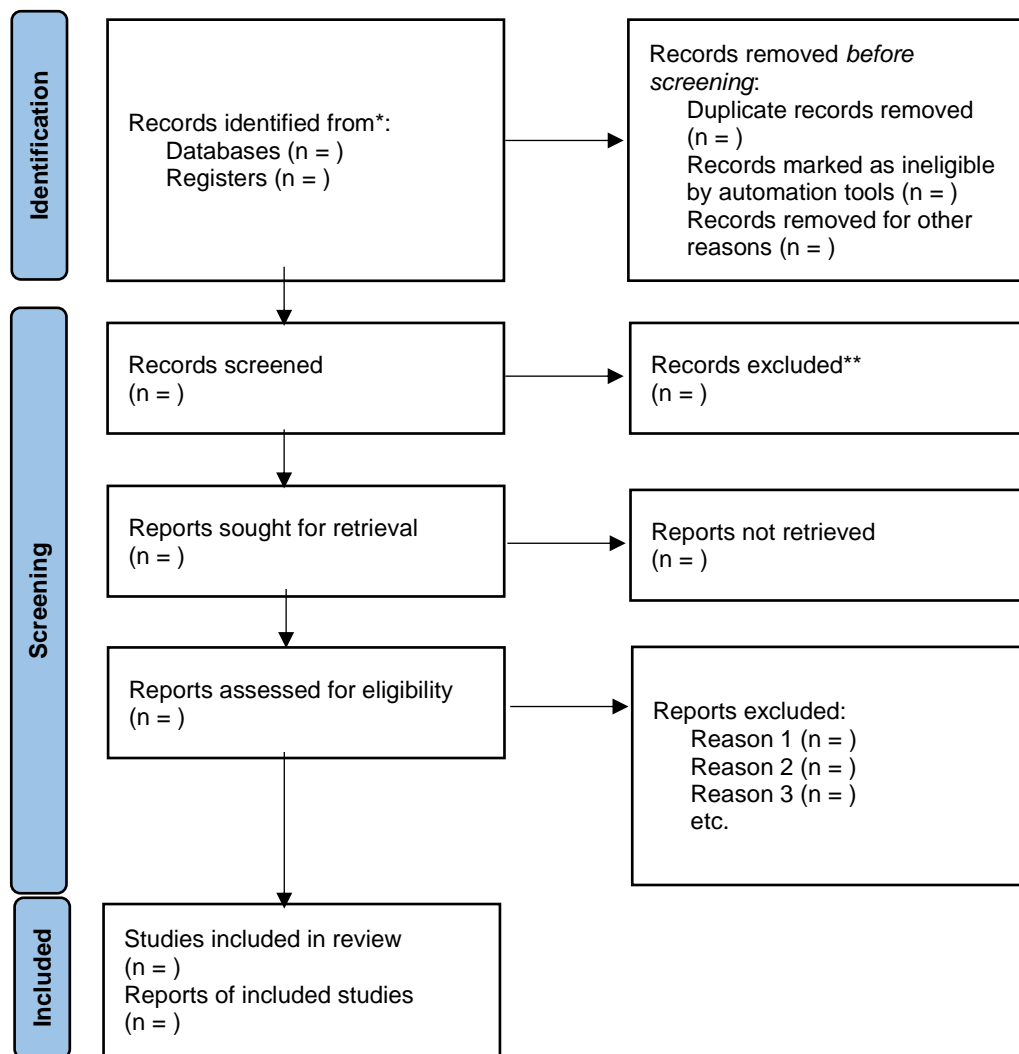 Identification
Records identified from*:
Databases (n = )
Registers (n = )
Records removed before
screening:
Duplicate records removed
(n = )
Records marked as ineligible
by automation tools (n = )
Records removed for other
reasons (n = )
Screening
Records screened
(n = )
Records excluded**
(n = )
Reports sought for retrieval
(n = )
Reports not retrieved
(n = )
Reports assessed for eligibility
(n = )
Reports excluded:
Reason 1 (n = )
Reason 2 (n = )
Reason 3 (n = )
etc.
Included
Studies included in review
(n = )
Reports of included studies
(n = )